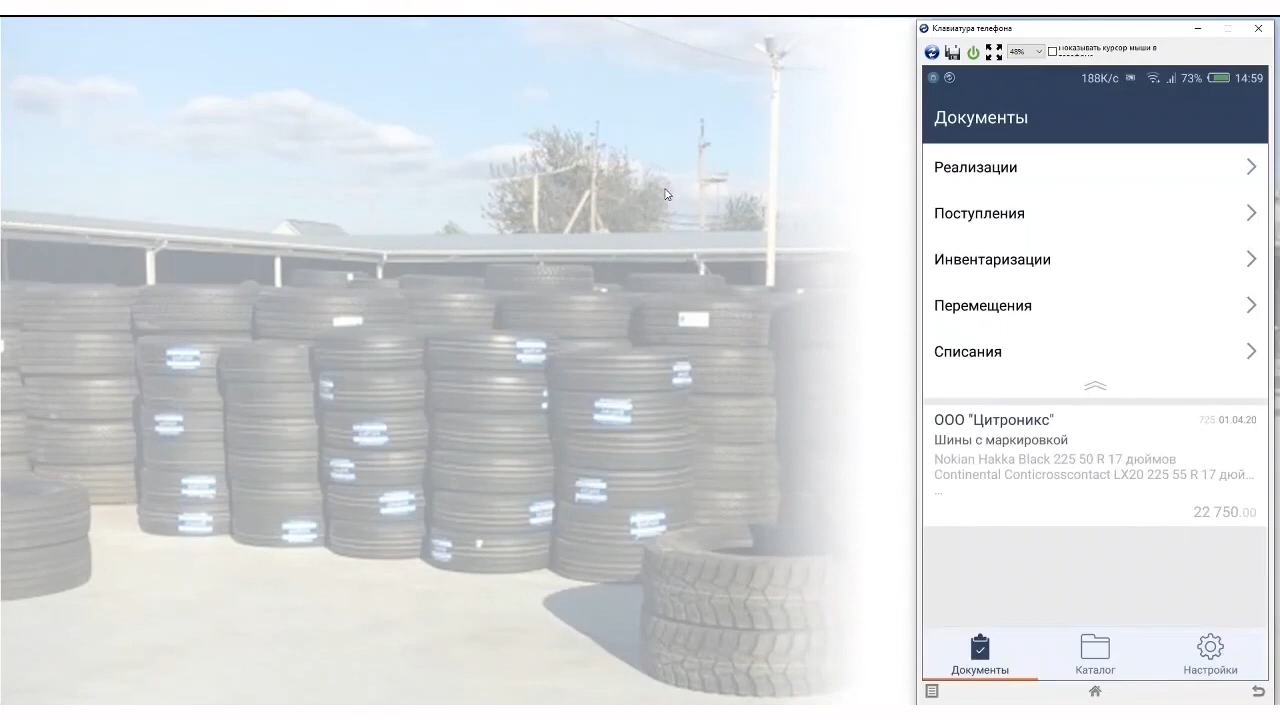 Клавиатура телефона
48%
Показывать курсор мыши в
188K/c
73%
14:59
Документы
Реализации
Поступления
Инвентаризации
Перемещения
Списания
ООО "Цитроникс"
725 01.04.20
Шины с маркировкой
Nokian Hakka Black 225 50 R 17 дюймов
Continental Conticrosscontact LX20 225 55 R 17 дюй...
...
22 750.00
Документы
Каталог
Настройки